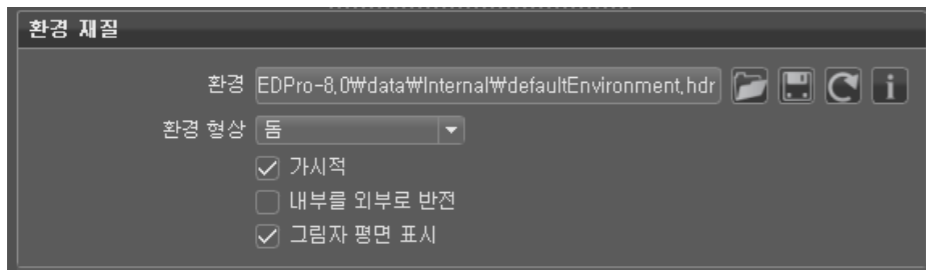 환경 재질
환경 EDPro-8,0₩data₩Internal₩defaultEnvironment,hdr
환경 형상 돔
가시적
내부를 외부로 반전
그림자 평면 표시